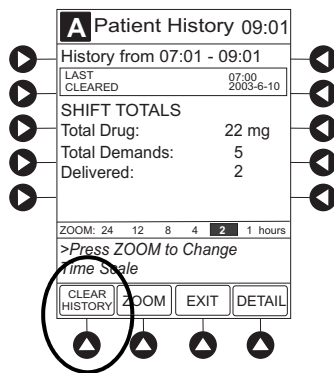 A Patient History 09:01
History from 07:01 - 09:01
LAST CLEARED 07:00 2003-6-10
SHIFT TOTALS
Total Drug: 22 mg
Total Demands: 5
Delivered: 2
ZOOM: 24 12 8 4 2 1 hours
>Press ZOOM to Change
Time Scale
CLEAR HISTORY ZOOM EXIT DETAIL